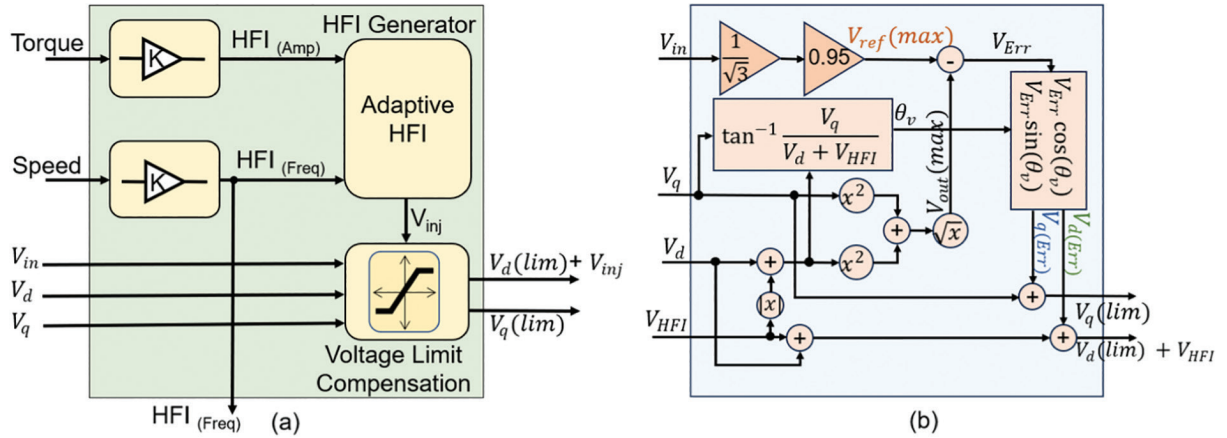 HFI Generator
Torque
K
HFI (Amp)
Adaptive
HFI
Speed
K
HFI (Freq)
V_inj
V_in
V_d
V_q
V_d(lim) + V_inj
V_q(lim)
Voltage Limit
Compensation
HFI (Freq)
(a)
V_in
1/√3
0.95
V_ref(max)
-
V_Err
tan⁻¹ V_q/(V_d + V_HFI)
θ_v
V_Err cos(θ_v)
V_Err sin(θ_v)
V_out(max)
V_q
x²
+
√x
V_d
+
x²
|x|
V_q(Err)
V_d(Err)
+
V_q(lim)
V_HFI
+
+
V_d(lim) + V_HFI
(b)